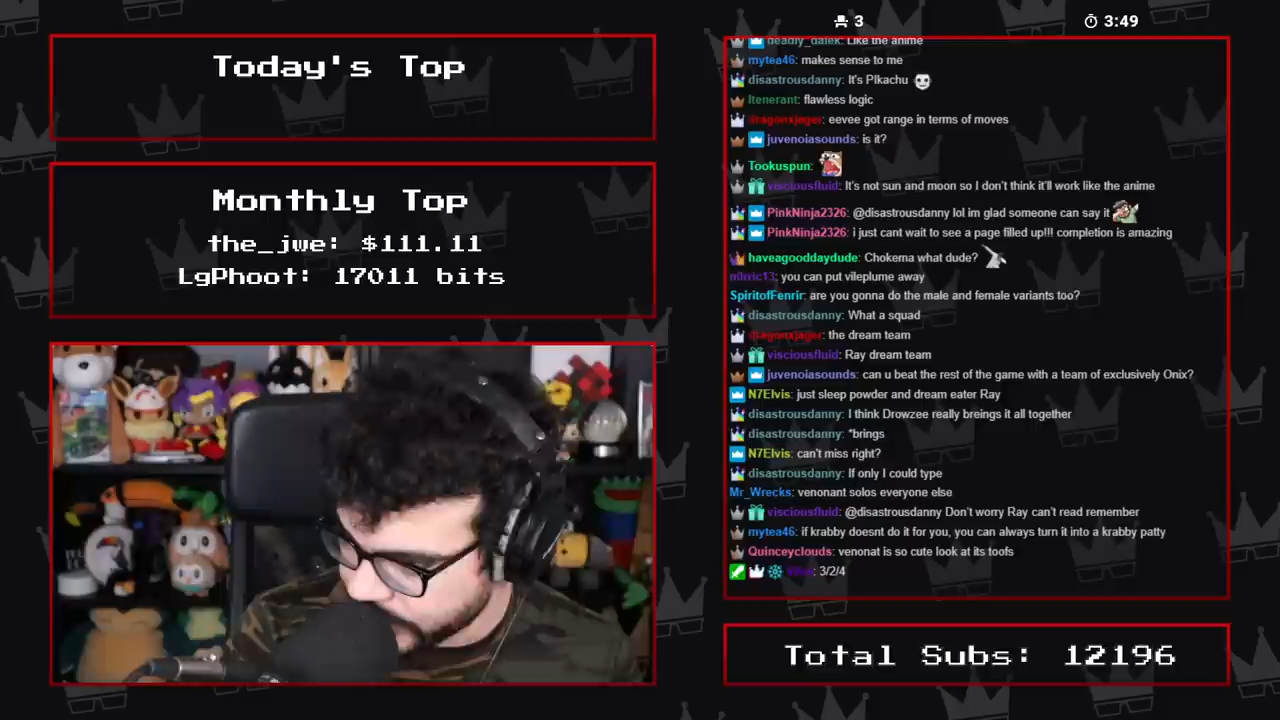 3
3:49
Today's Top
Monthly Top
the_jwe: $111.11
LgPhoot: 17011 bits
deadly_dalek: Like the anime
mytea46: makes sense to me
disastrousdanny: It's PIkachu
Itenerant: flawless logic
eevee got range in terms of moves
juvenoiasounds: is it?
Tookuspun:
visciousfluid: It's not sun and moon so I don't think it'll work like the anime
PinkNinja2326: @disastrousdanny lol im glad someone can say it
PinkNinja2326: i just cant wait to see a page filled up!!! completion is amazing
haveagooddaydude: Chokema what dude?
you can put vileplume away
SpiritofFenrir: are you gonna do the male and female variants too?
disastrousdanny: What a squad
the dream team
visciousfluid: Ray dream team
juvenoiasounds: can u beat the rest of the game with a team of exclusively Onix?
N7Elvis: just sleep powder and dream eater Ray
disastrousdanny: I think Drowzee really breings it all together
disastrousdanny: *brings
N7Elvis: can't miss right?
disastrousdanny: If only I could type
Mr_Wrecks: venonant solos everyone else
visciousfluid: @disastrousdanny Don't worry Ray can't read remember
mytea46: if krabby doesnt do it for you, you can always turn it into a krabby patty
Quinceyclouds: venonat is so cute look at its toofs
3/2/4
Total Subs: 12196